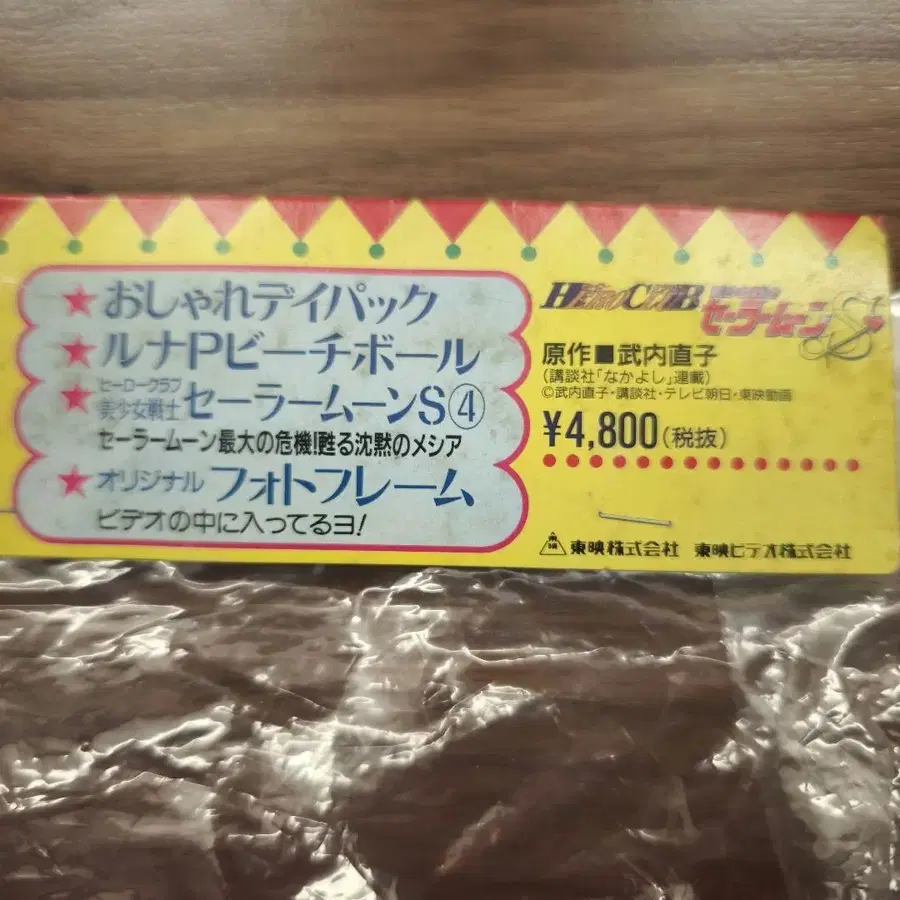 ★おしゃれデイパック
★ルナPビーチボール
★ヒーロークラブ 美少女戦士 セーラームーンS④
セーラームーン最大の危機!甦る沈黙のメシア
★オリジナル フォトフレーム
ビデオの中に入ってるヨ!
HERO CLUB セーラームーンS
原作■武内直子
(講談社「なかよし」連載)
©武内直子・講談社・テレビ朝日・東映動画
¥4,800(税抜)
東映 東映株式会社 東映ビデオ株式会社